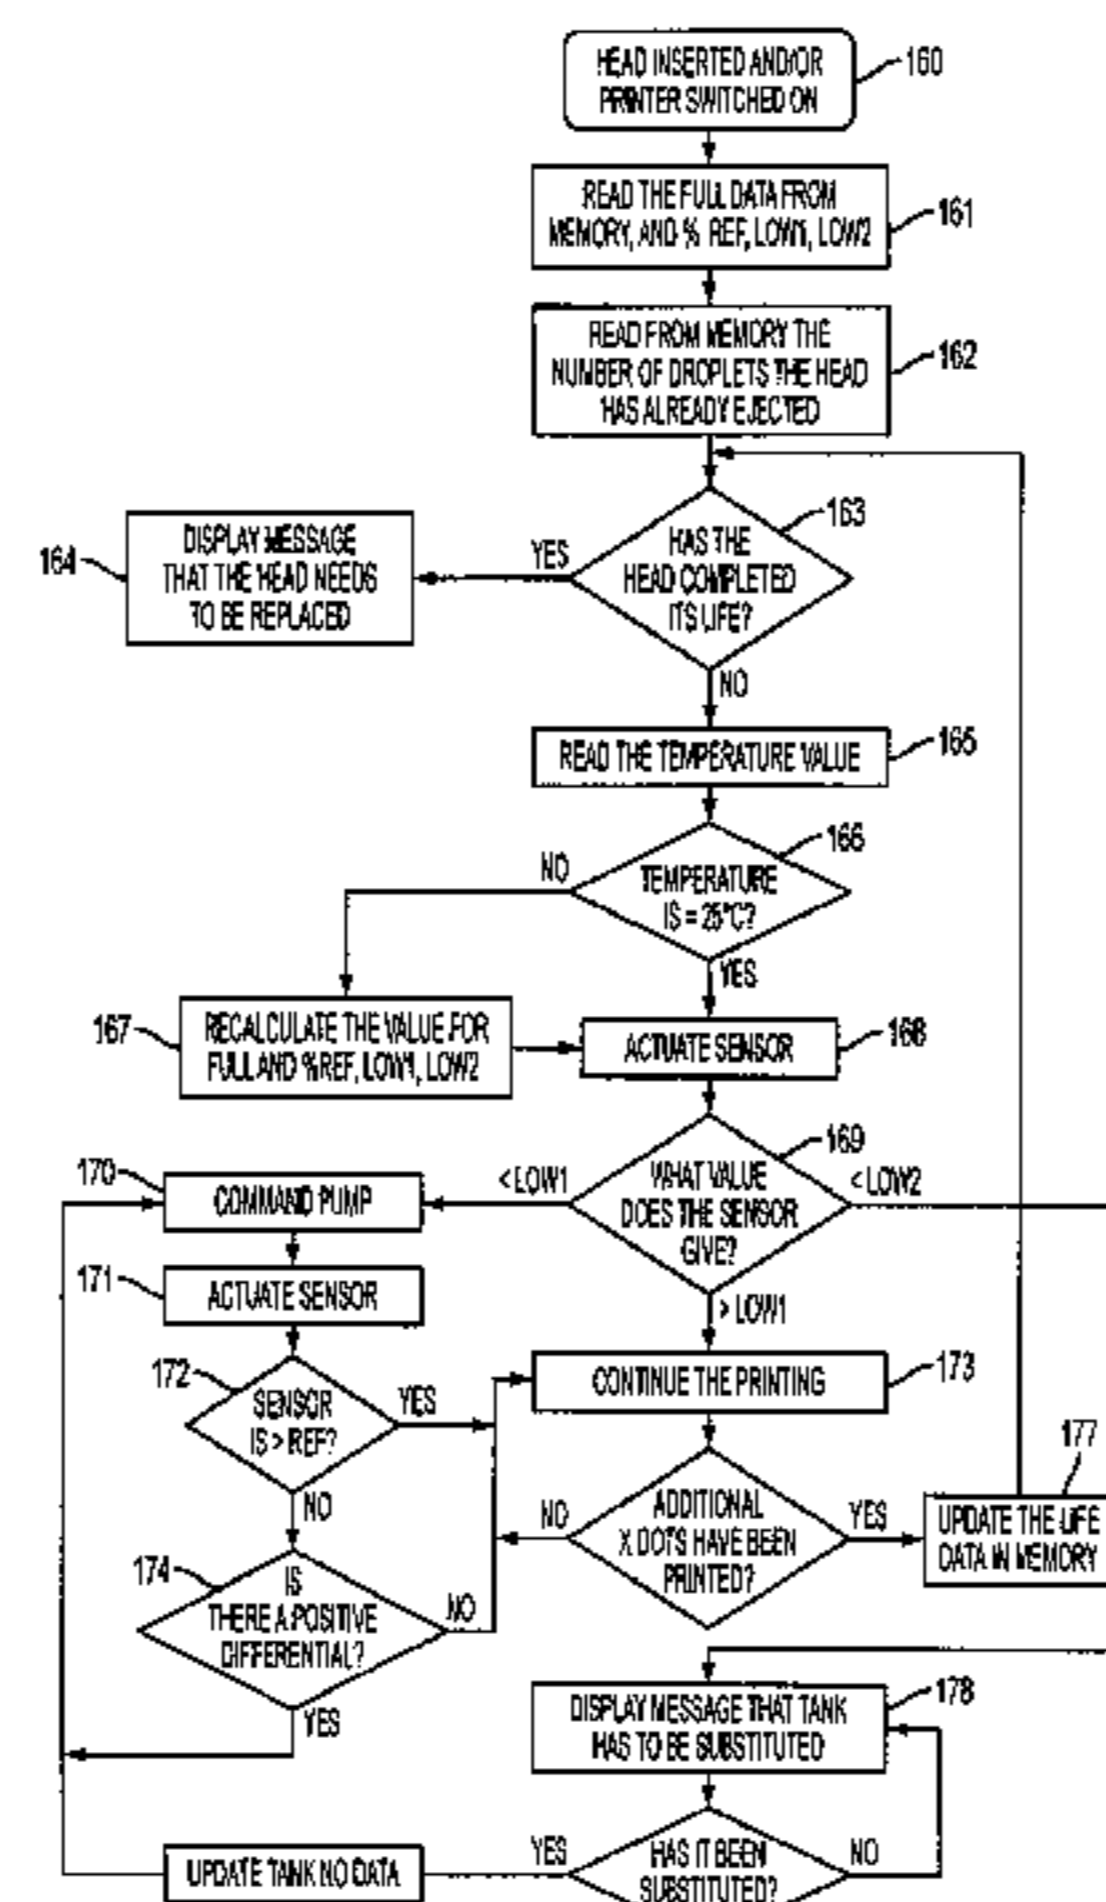 HEAD INSERTED AND/OR
PRINTER SWITCHED ON
160
READ THE FULL DATA FROM
MEMORY, AND % REF, LOW1, LOW2
161
READ FROM MEMORY THE
NUMBER OF DROPLETS THE HEAD
HAS ALREADY EJECTED
162
163
HAS THE
HEAD COMPLETED
ITS LIFE?
YES
164
DISPLAY MESSAGE
THAT THE HEAD NEEDS
TO BE REPLACED
NO
READ THE TEMPERATURE VALUE
165
166
TEMPERATURE
IS = 25°C?
NO
YES
167
RECALCULATE THE VALUE FOR
FULL AND % REF, LOW1, LOW2
ACTUATE SENSOR
168
169
WHAT VALUE
DOES THE SENSOR
GIVE?
< LOW1
< LOW2
> LOW1
170
COMMAND PUMP
171
ACTUATE SENSOR
172
SENSOR
IS > REF?
YES
NO
CONTINUE THE PRINTING
173
ADDITIONAL
X DOTS HAVE BEEN
PRINTED?
NO
YES
177
UPDATE THE LIFE
DATA IN MEMORY
174
IS
THERE A POSITIVE
DIFFERENTIAL?
NO
YES
DISPLAY MESSAGE THAT TANK
HAS TO BE SUBSTITUTED
178
HAS IT BEEN
SUBSTITUTED?
YES
NO
UPDATE TANK NO DATA